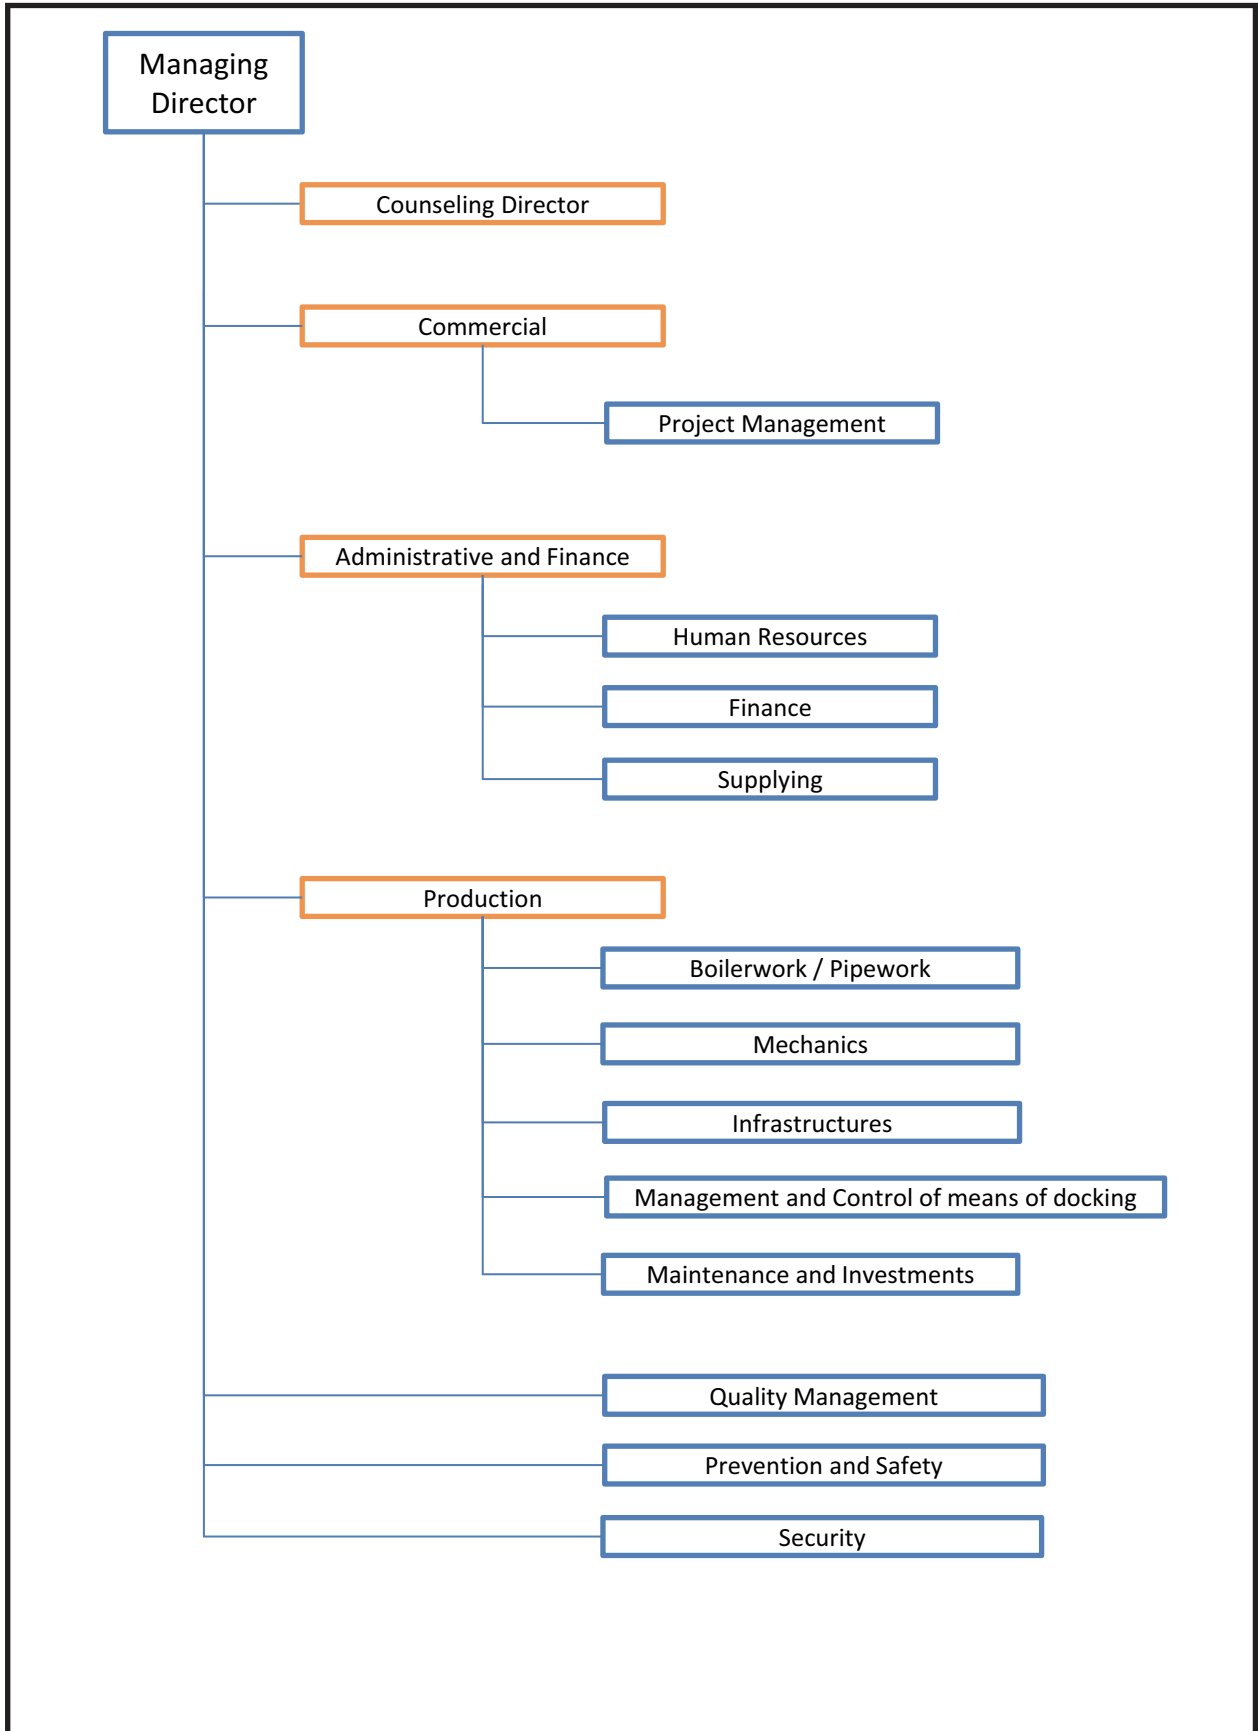 Managing
Director
Counseling Director
Commercial
Project Management
Administrative and Finance
Human Resources
Finance
Supplying
Production
Boilerwork / Pipework
Mechanics
Infrastructures
Management and Control of means of docking
Maintenance and Investments
Quality Management
Prevention and Safety
Security